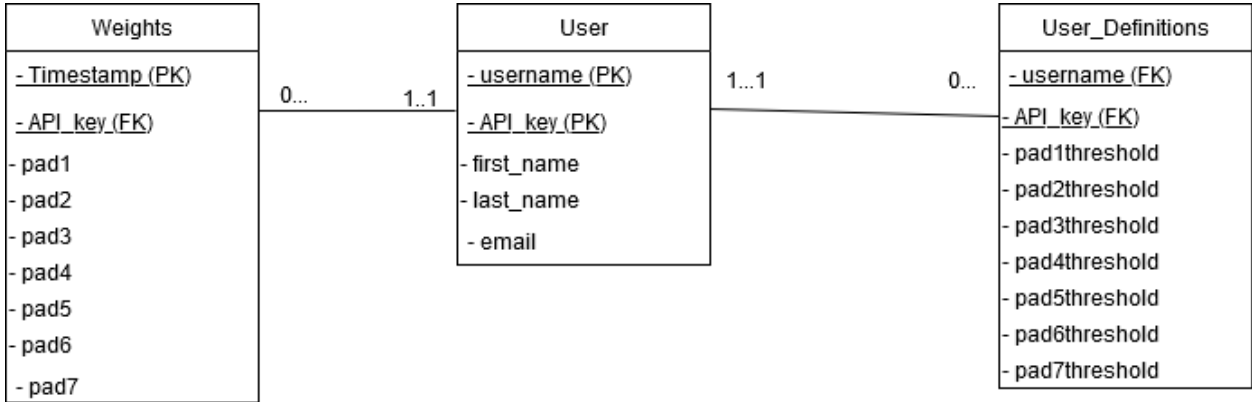 Weights
- Timestamp (PK)
- API_key (FK)
- pad1
- pad2
- pad3
- pad4
- pad5
- pad6
- pad7
0...
1..1
User
- username (PK)
- API_key (PK)
- first_name
- last_name
- email
1...1
0...
User_Definitions
- username (FK)
- API_key (FK)
- pad1threshold
- pad2threshold
- pad3threshold
- pad4threshold
- pad5threshold
- pad6threshold
- pad7threshold